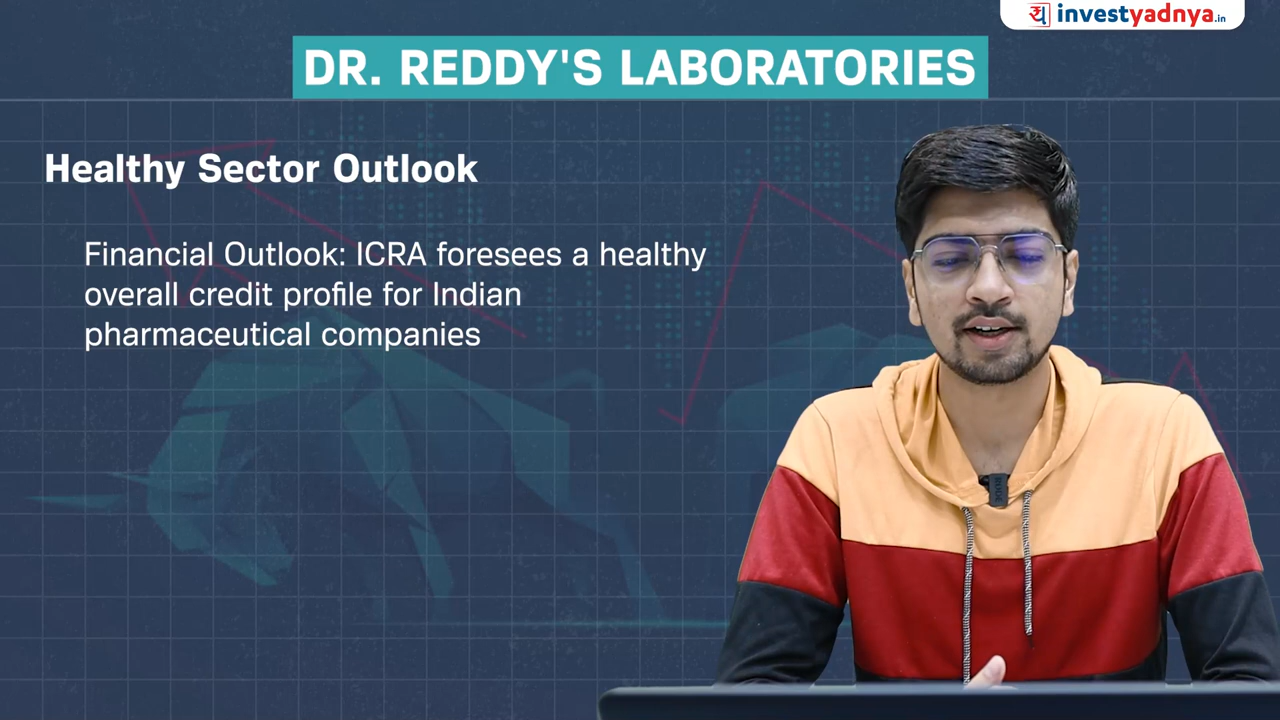 यु investyadnya.in
DR. REDDY'S LABORATORIES
Healthy Sector Outlook
Financial Outlook: ICRA foresees a healthy
overall credit profile for Indian
pharmaceutical companies
RODE